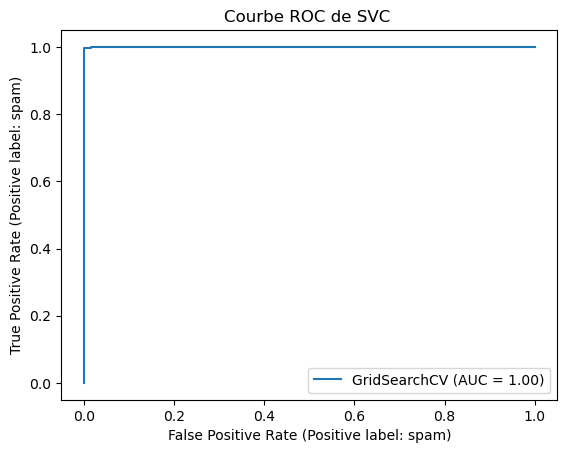 Courbe ROC de SVC
True Positive Rate (Positive label: spam)
1.0
0.8
0.6
0.4
0.2
0.0
GridSearchCV (AUC = 1.00)
0.0 0.2 0.4 0.6 0.8 1.0
False Positive Rate (Positive label: spam)